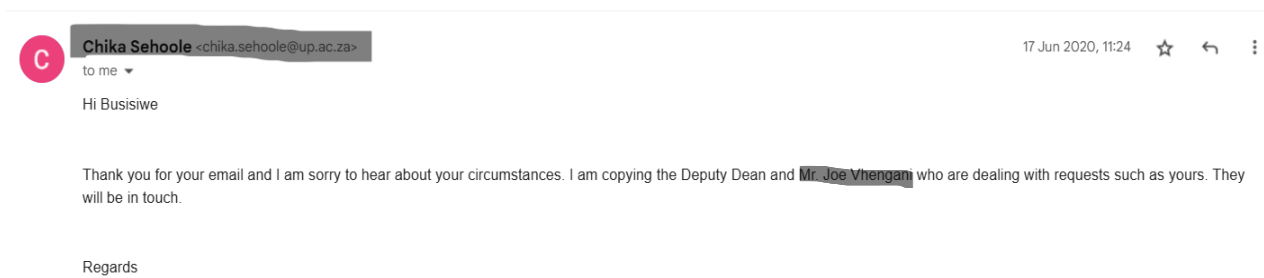 C
Chika Sehoole <chika.sehoole@up.ac.za>
17 Jun 2020, 11:24
to me
Hi Busisiwe
Thank you for your email and I am sorry to hear about your circumstances. I am copying the Deputy Dean and Mr. Joe Vhengani who are dealing with requests such as yours. They
will be in touch.
Regards